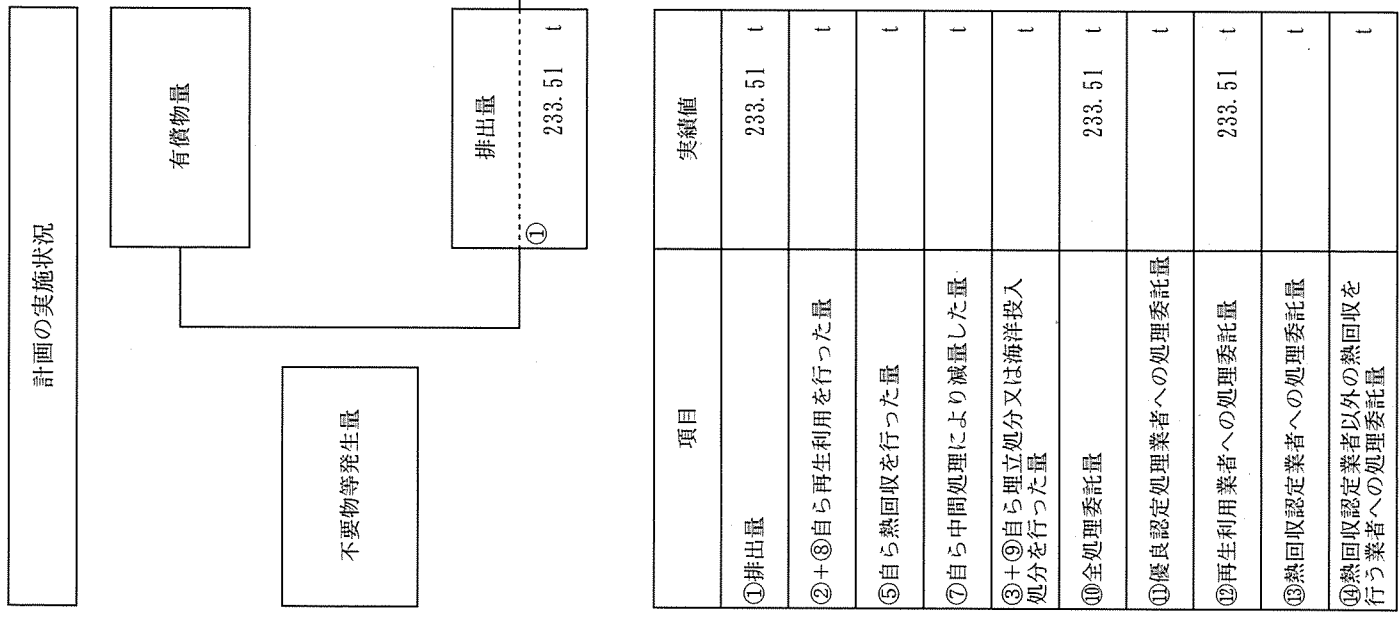 計画の実施状況
有償物量
不要物等発生量
排出量
①
233.51 t
項目 実績値
①排出量 233.51 t
②+⑧自ら再生利用を行った量 t
⑤自ら熱回収を行った量 t
⑦自ら中間処理により減量した量 t
③+⑨自ら埋立処分又は海洋投入
処分を行った量 t
⑩全処理委託量 233.51 t
⑪優良認定処理業者への処理委託量 t
⑫再生利用業者への処理委託量 233.51 t
⑬熱回収認定業者への処理委託量 t
⑭熱回収認定業者以外の熱回収を
行う業者への処理委託量 t